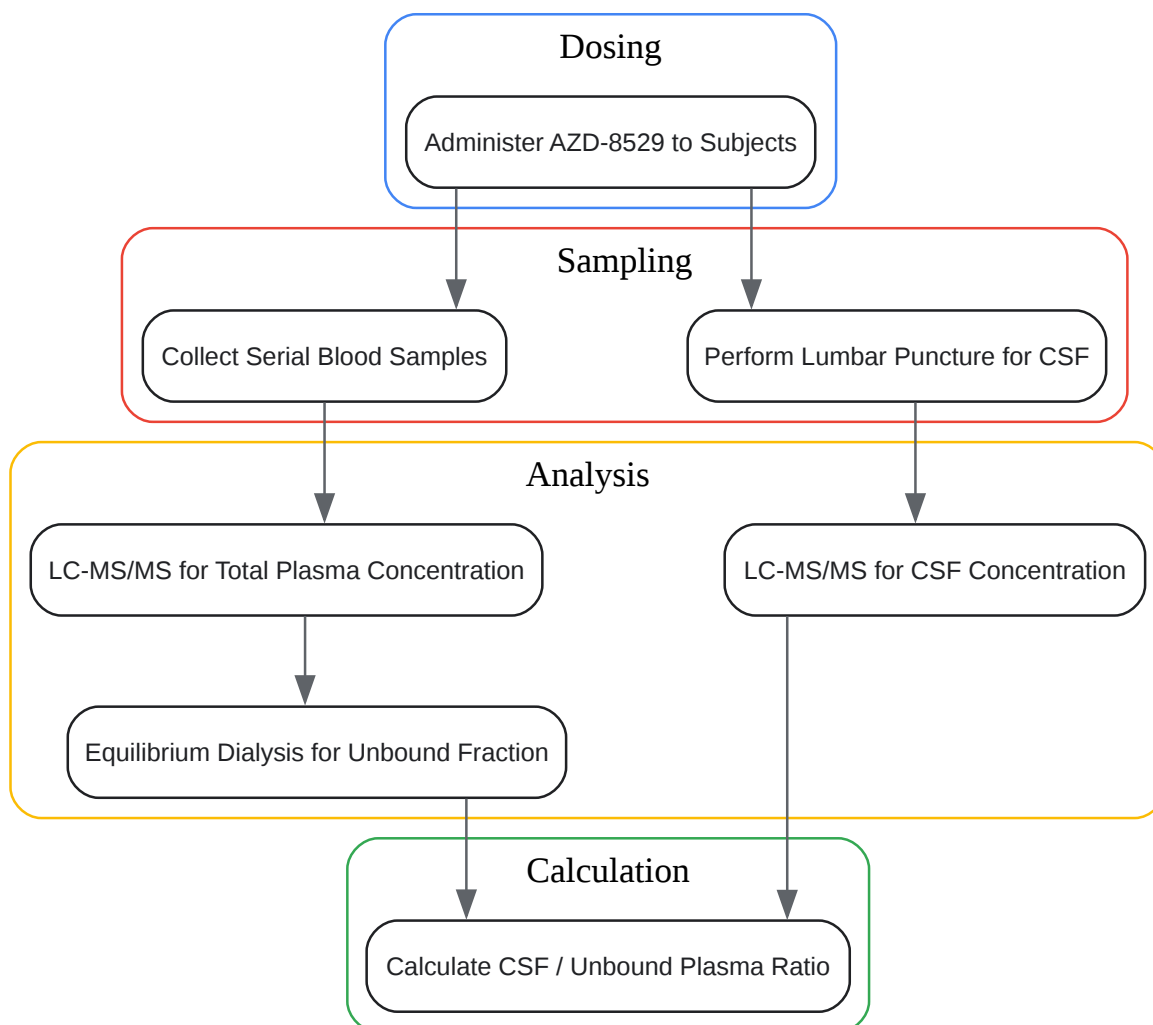 Dosing
Administer AZD-8529 to Subjects
Sampling
Collect Serial Blood Samples
Perform Lumbar Puncture for CSF
Analysis
LC-MS/MS for Total Plasma Concentration
LC-MS/MS for CSF Concentration
Equilibrium Dialysis for Unbound Fraction
Calculation
Calculate CSF / Unbound Plasma Ratio